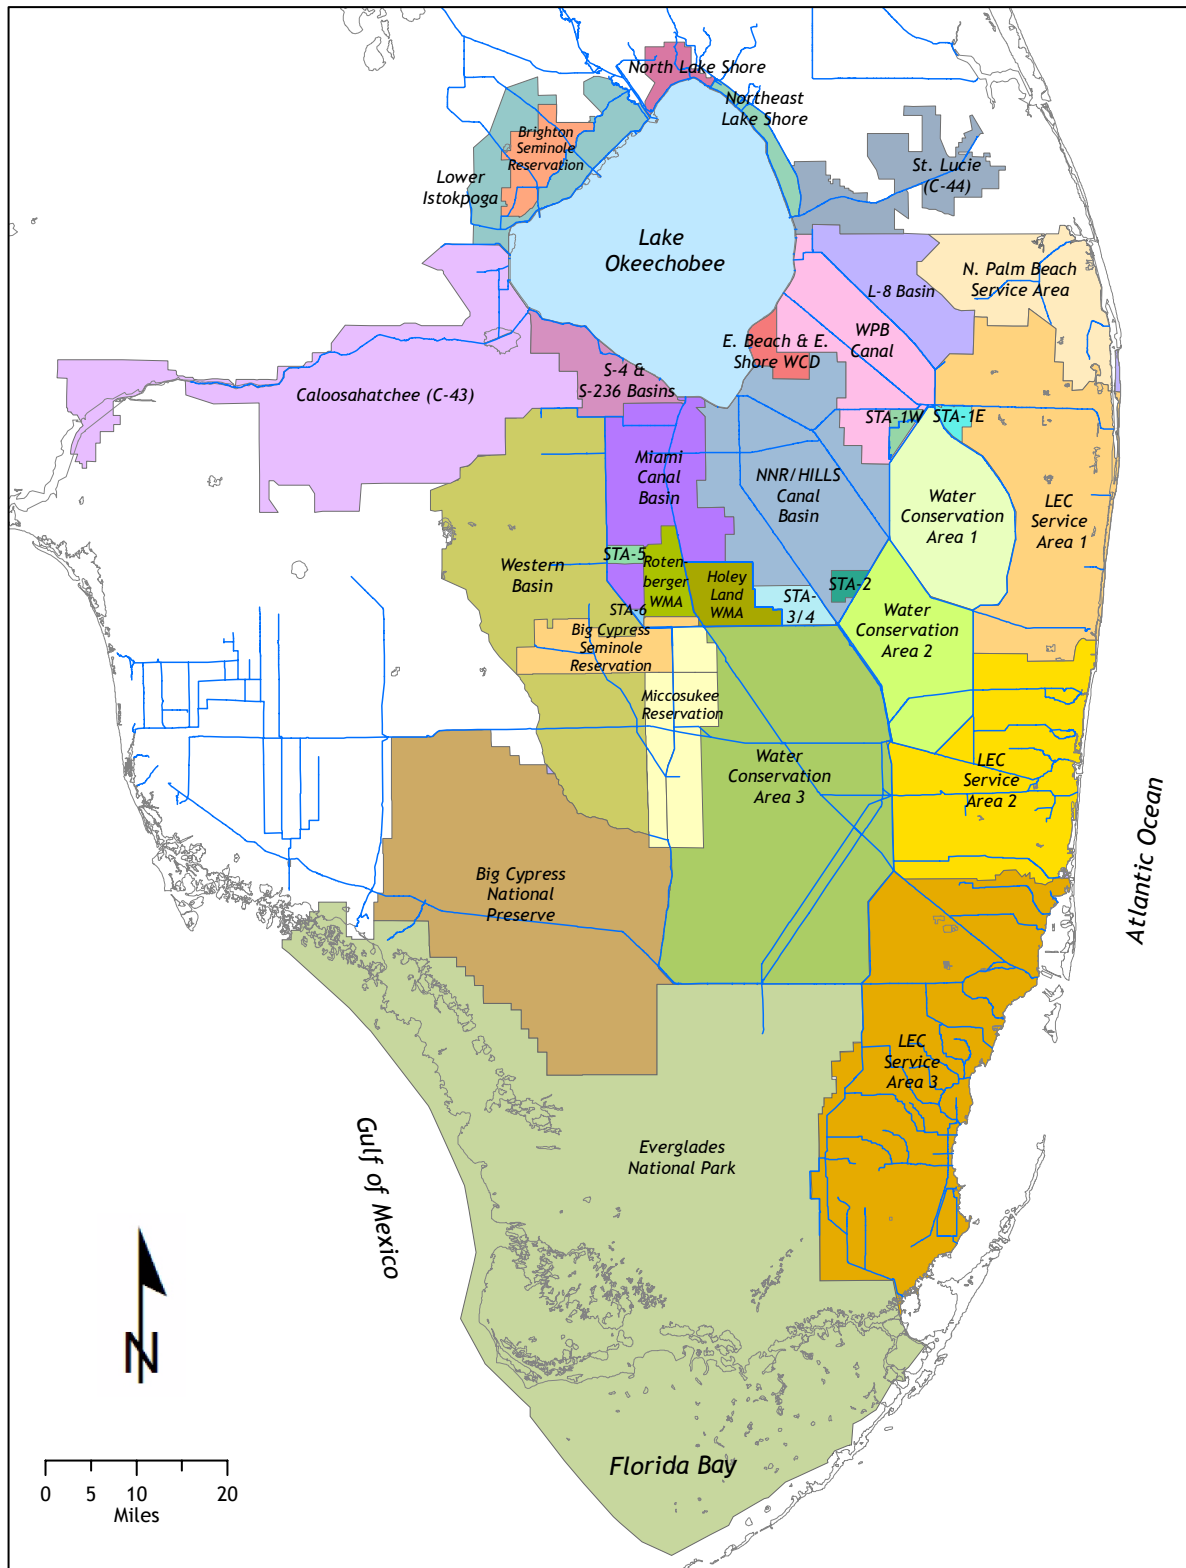 North Lake Shore
Northeast
Lake Shore
Brighton
Seminole
Reservation
Lower
Istokpoga
St. Lucie
(C-44)
Lake
Okeechobee
N. Palm Beach
Service Area
L-8 Basin
WPB
Canal
E. Beach & E.
Shore WCD
S-4 &
S-236 Basins
Caloosahatchee (C-43)
STA-1W
STA-1E
Miami
Canal
Basin
NNR/HILLS
Canal
Basin
Water
Conservation
Area 1
LEC
Service
Area 1
Western
Basin
STA-5
Roten-
berger
WMA
Holey
Land
WMA
STA-
3/4
STA-2
STA-6
Big Cypress
Seminole
Reservation
Water
Conservation
Area 2
Miccosukee
Reservation
Water
Conservation
Area 3
LEC
Service
Area 2
Atlantic Ocean
Big Cypress
National
Preserve
LEC
Service
Area 3
Gulf of Mexico
Everglades
National Park
N
Florida Bay
0 5 10 20
Miles